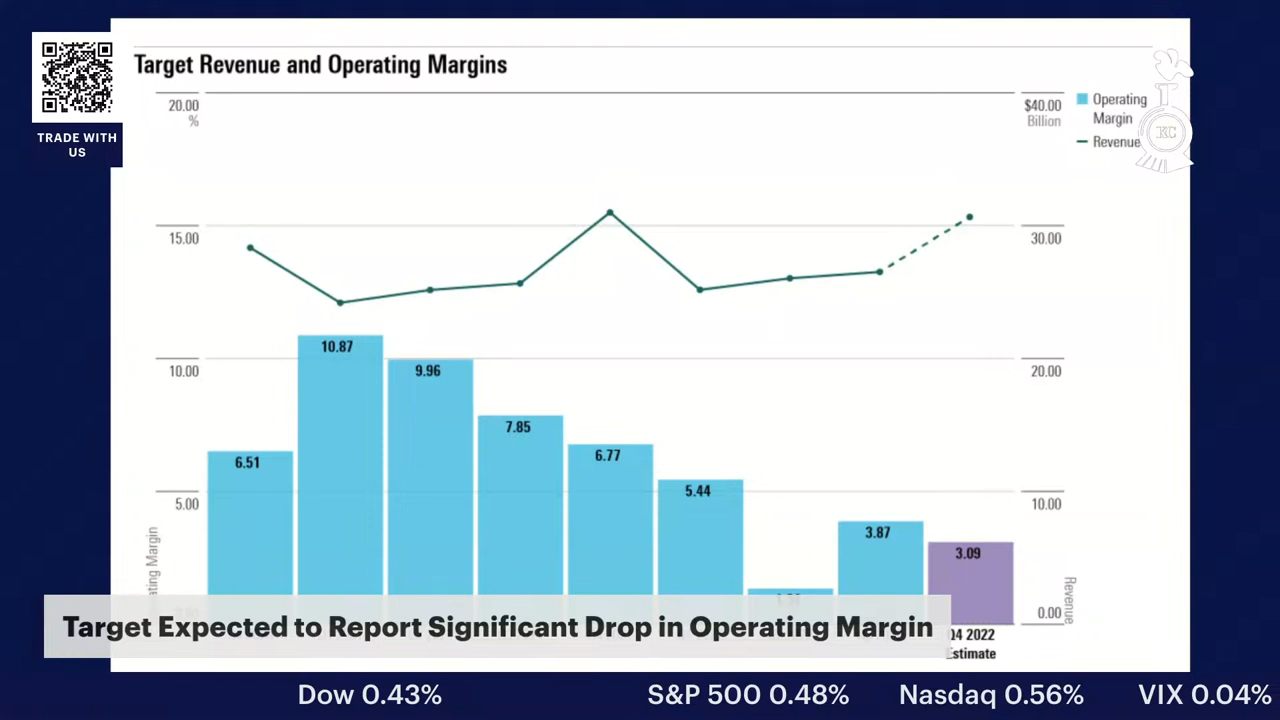 Target Revenue and Operating Margins
TRADE WITH
US
20.00
%
$40.00
Billion
Operating
Margin
Revenue
KC
15.00
30.00
10.00
20.00
5.00
10.00
0.00
6.51
10.87
9.96
7.85
6.77
5.44
3.87
3.09
Margin
Revenue
Target Expected to Report Significant Drop in Operating Margin
Q4 2022
Estimate
Dow 0.43%
S&P 500 0.48%
Nasdaq 0.56%
VIX 0.04%